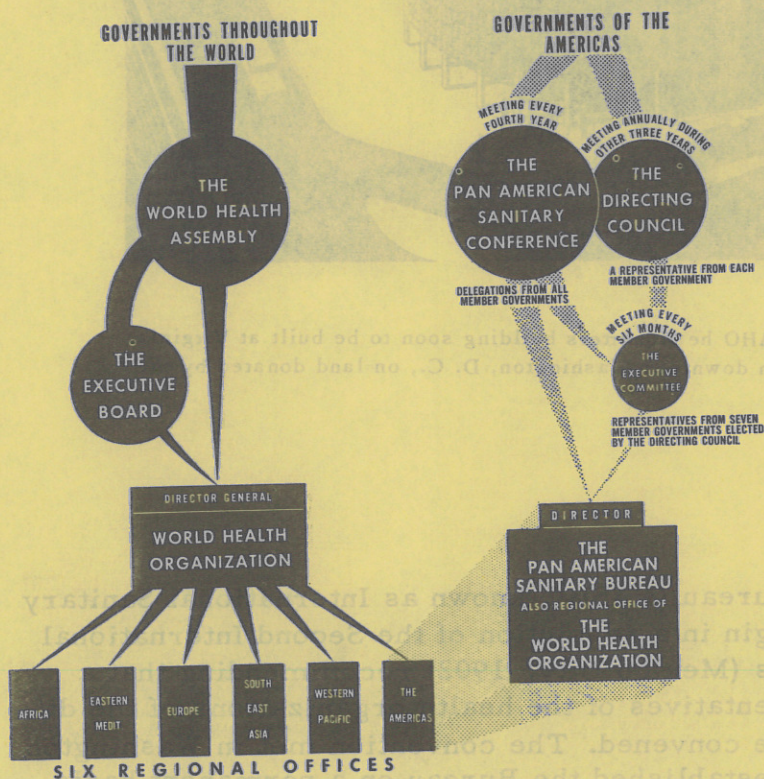 GOVERNMENTS THROUGHOUT
THE WORLD
THE
WORLD HEALTH
ASSEMBLY
THE
EXECUTIVE
BOARD
DIRECTOR GENERAL
WORLD HEALTH
ORGANIZATION
AFRICA
EASTERN
MEDIT
EUROPE
SOUTH
EAST
ASIA
WESTERN
PACIFIC
THE
AMERICAS
SIX REGIONAL OFFICES
GOVERNMENTS OF THE
AMERICAS
MEETING EVERY
FOURTH YEAR
THE
PAN AMERICAN
SANITARY
CONFERENCE
DELEGATIONS FROM ALL
MEMBER GOVERNMENTS
MEETING ANNUALLY DURING
OTHER THREE YEARS
THE
DIRECTING
COUNCIL
A REPRESENTATIVE FROM EACH
MEMBER GOVERNMENT
MEETING EVERY
SIX MONTHS
THE
EXECUTIVE
COMMITTEE
REPRESENTATIVES FROM SEVEN
MEMBER GOVERNMENTS ELECTED
BY THE DIRECTING COUNCIL
DIRECTOR
THE
PAN AMERICAN
SANITARY BUREAU
ALSO REGIONAL OFFICE OF
THE
WORLD HEALTH
ORGANIZATION